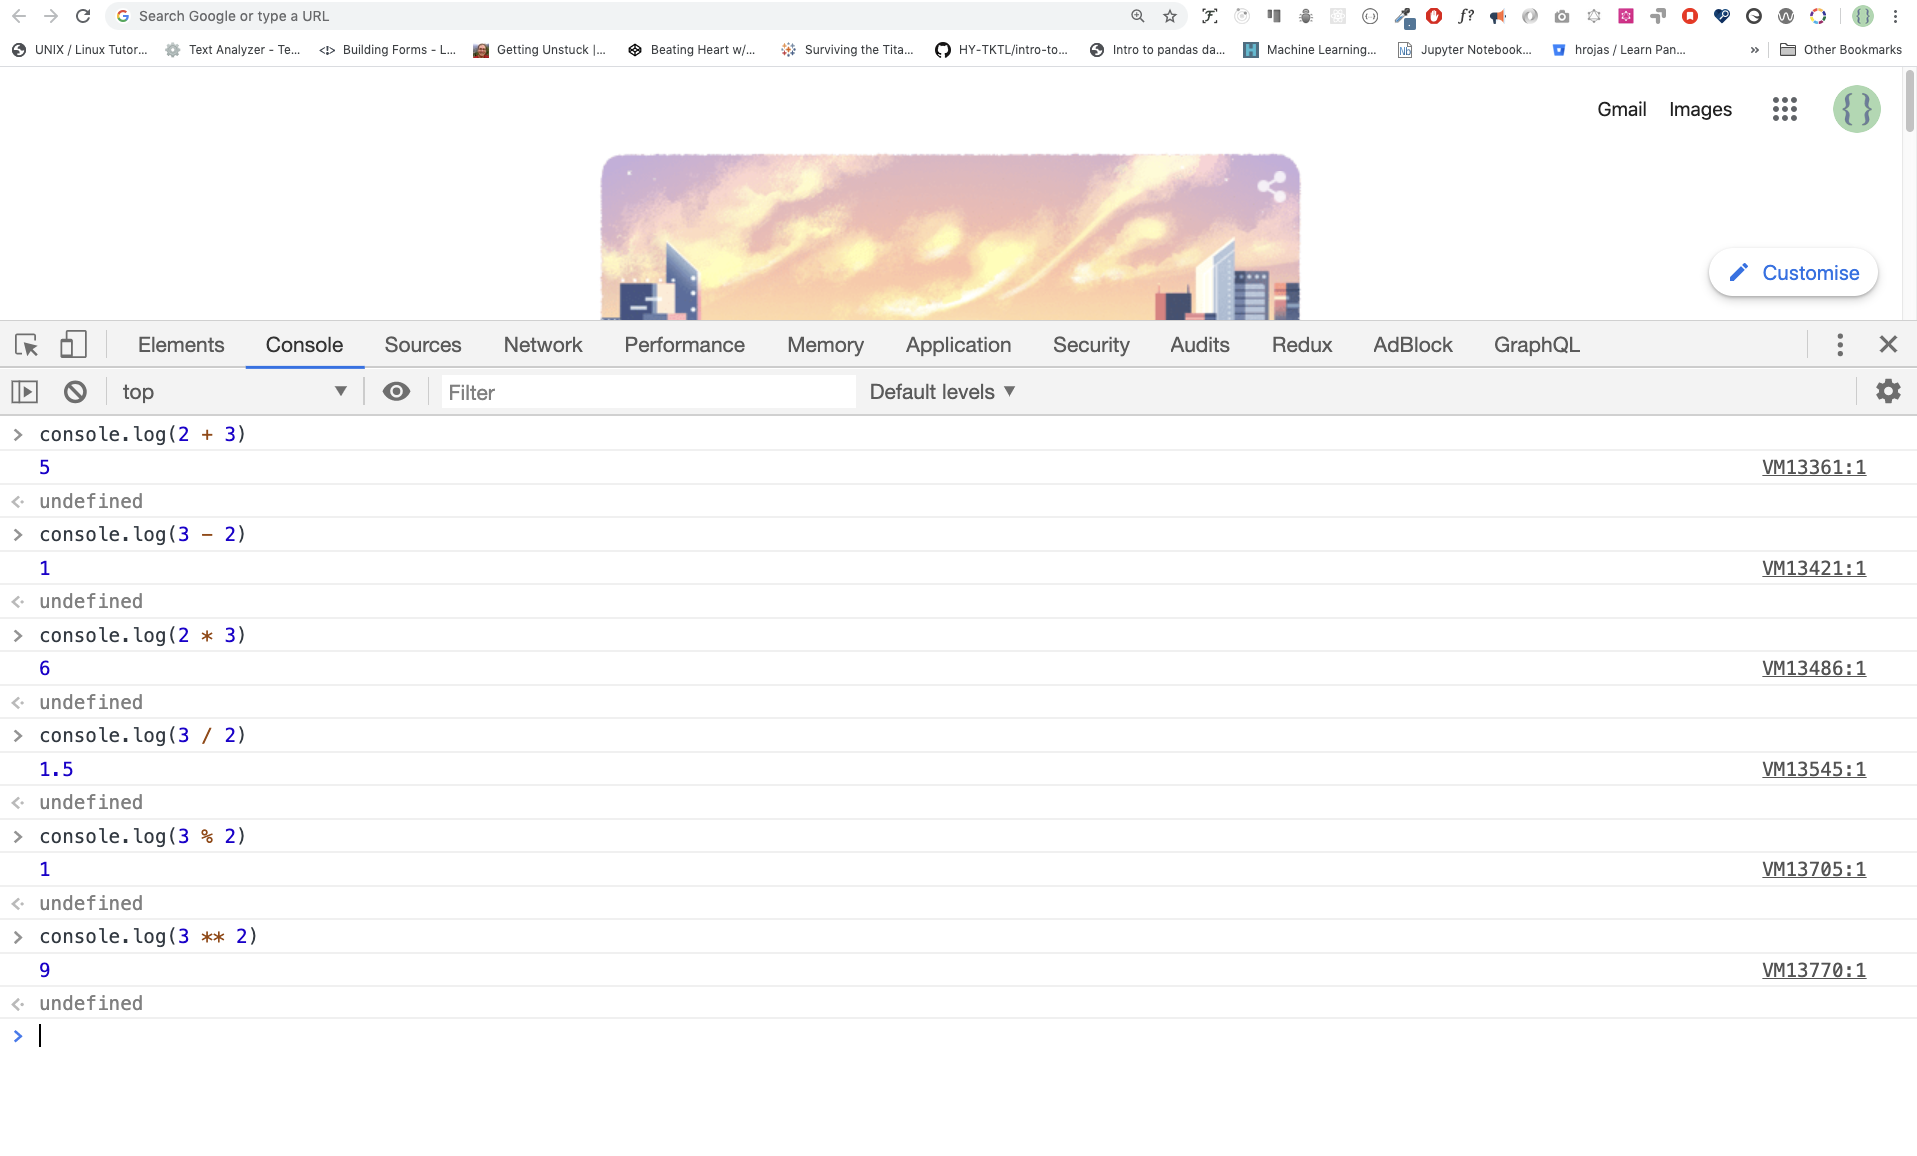 Search Google or type a URL
UNIX / Linux Tutor... Text Analyzer - Te... Building Forms - L... Getting Unstuck |... Beating Heart w/... Surviving the Tita... HY-TKTL/intro-to... Intro to pandas da... Machine Learning... Jupyter Notebook... hrojas / Learn Pan... » Other Bookmarks
Gmail Images
Customise
Elements Console Sources Network Performance Memory Application Security Audits Redux AdBlock GraphQL
top Filter Default levels
console.log(2 + 3)
5 VM13361:1
undefined
console.log(3 - 2)
1 VM13421:1
undefined
console.log(2 * 3)
6 VM13486:1
undefined
console.log(3 / 2)
1.5 VM13545:1
undefined
console.log(3 % 2)
1 VM13705:1
undefined
console.log(3 ** 2)
9 VM13770:1
undefined